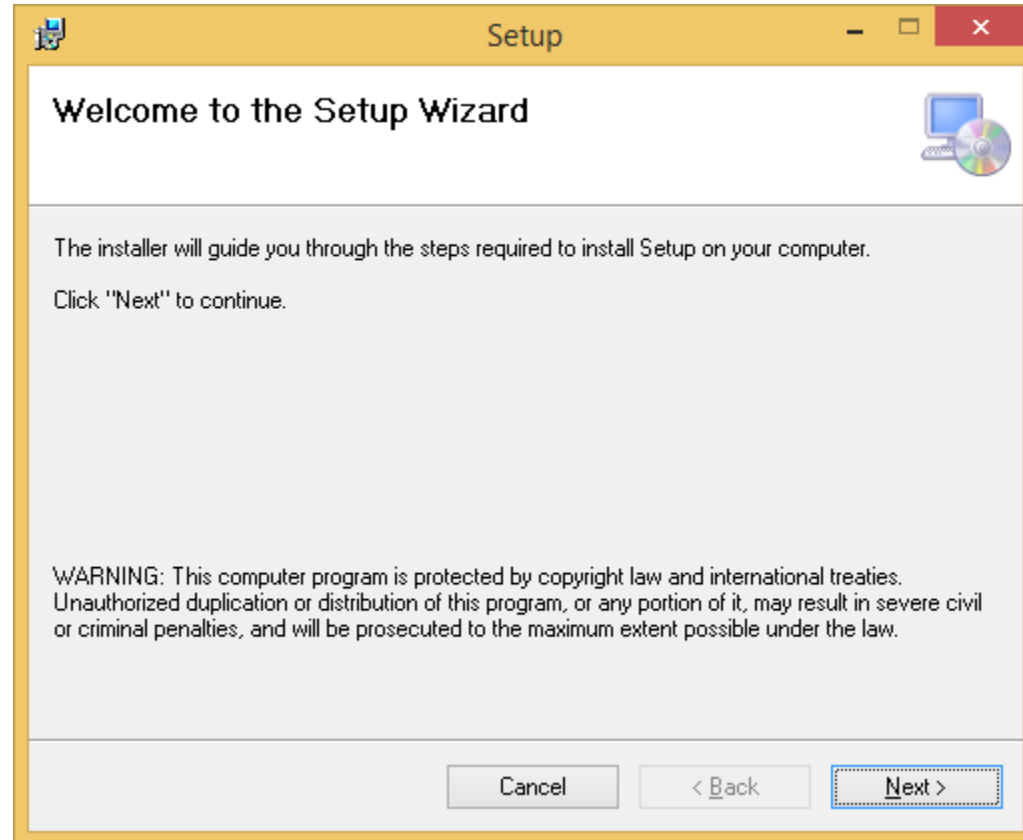 Setup
Welcome to the Setup Wizard
The installer will guide you through the steps required to install Setup on your computer.
Click "Next" to continue.
WARNING: This computer program is protected by copyright law and international treaties.
Unauthorized duplication or distribution of this program, or any portion of it, may result in severe civil
or criminal penalties, and will be prosecuted to the maximum extent possible under the law.
Cancel < Back Next >